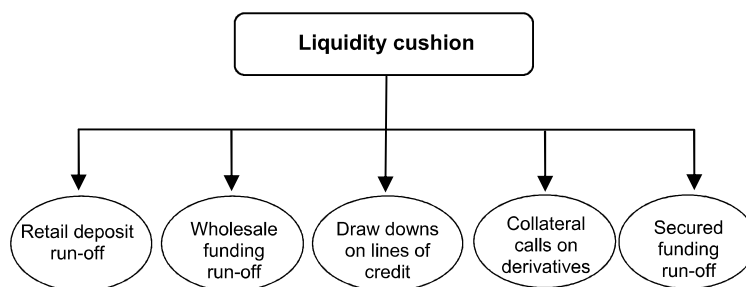 Liquidity cushion
Retail deposit
run-off
Wholesale
funding
run-off
Draw downs
on lines of
credit
Collateral
calls on
derivatives
Secured
funding
run-off